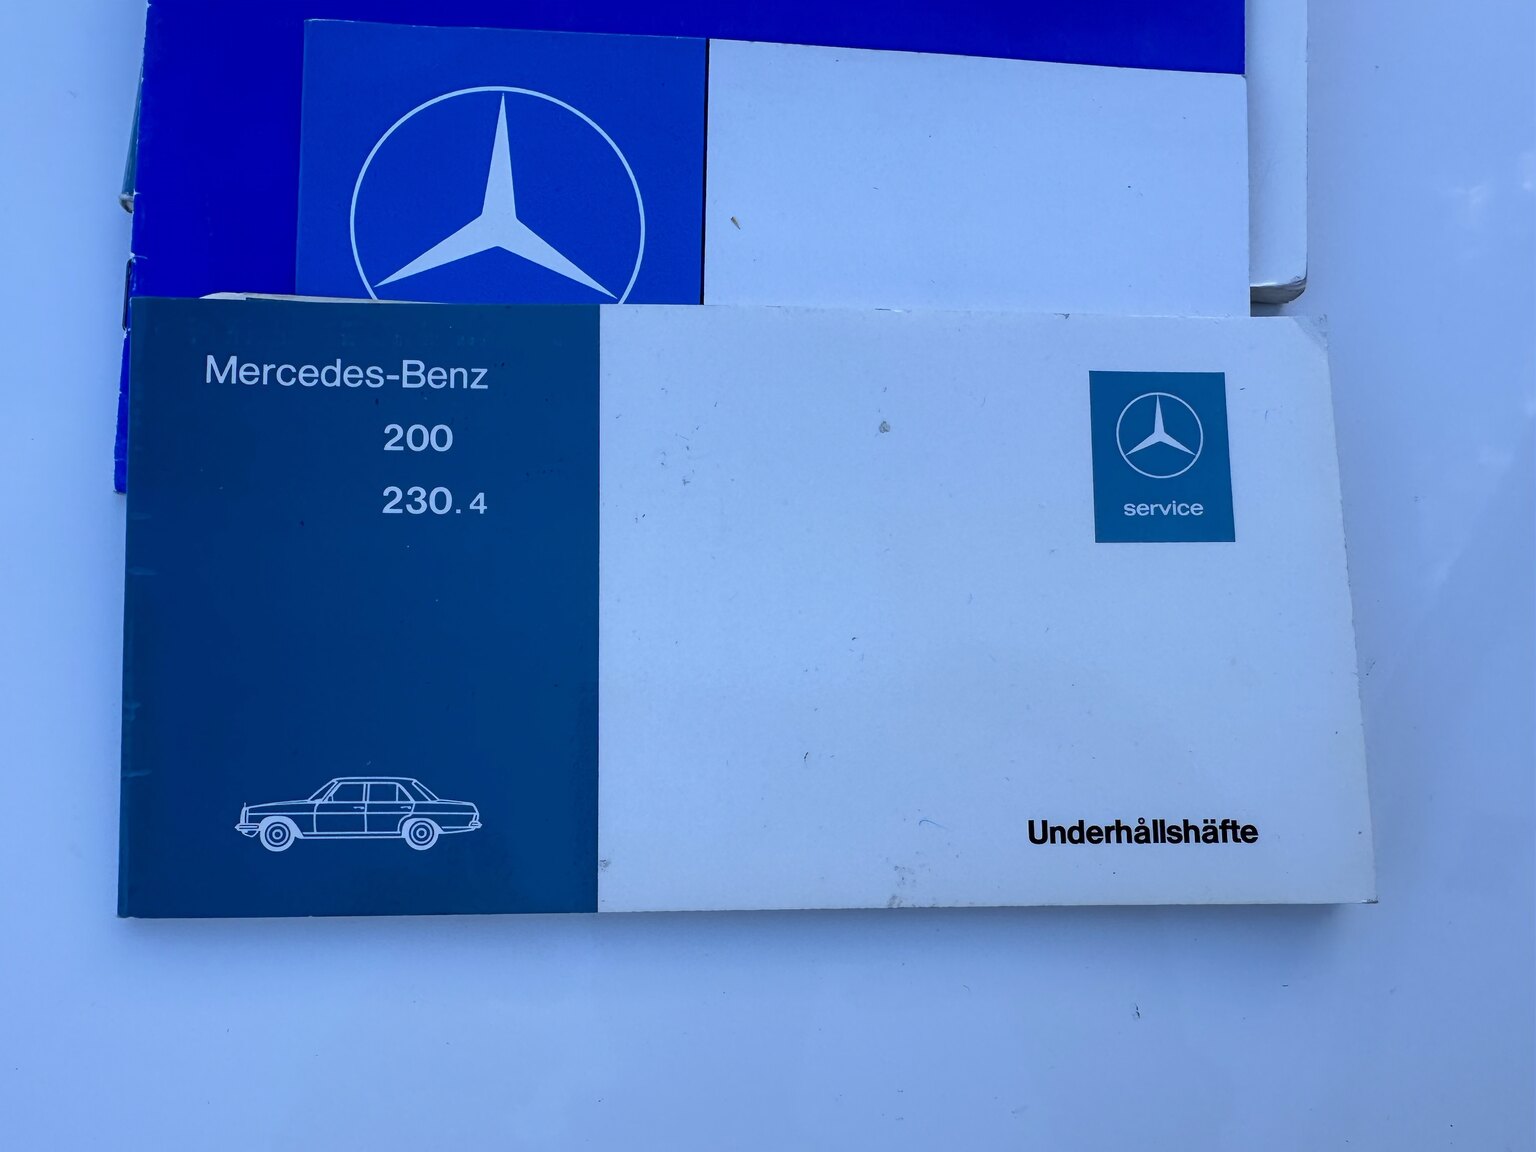 Mercedes-Benz
200
230.4
service
Underhållshäfte